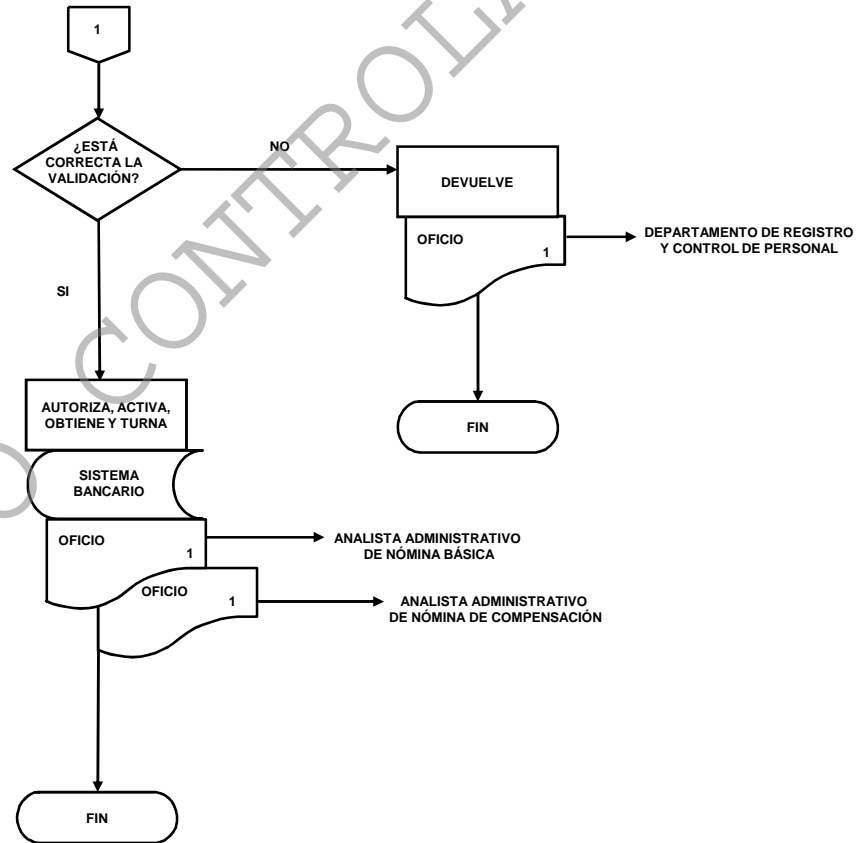 1
¿ESTÁ
CORRECTA LA
VALIDACIÓN?
NO
DEVUELVE
OFICIO
1
DEPARTAMENTO DE REGISTRO
Y CONTROL DE PERSONAL
FIN
SI
AUTORIZA, ACTIVA,
OBTIENE Y TURNA
SISTEMA
BANCARIO
OFICIO
1
ANALISTA ADMINISTRATIVO
DE NÓMINA BÁSICA
OFICIO
1
ANALISTA ADMINISTRATIVO
DE NÓMINA DE COMPENSACIÓN
FIN
O CONTROLA